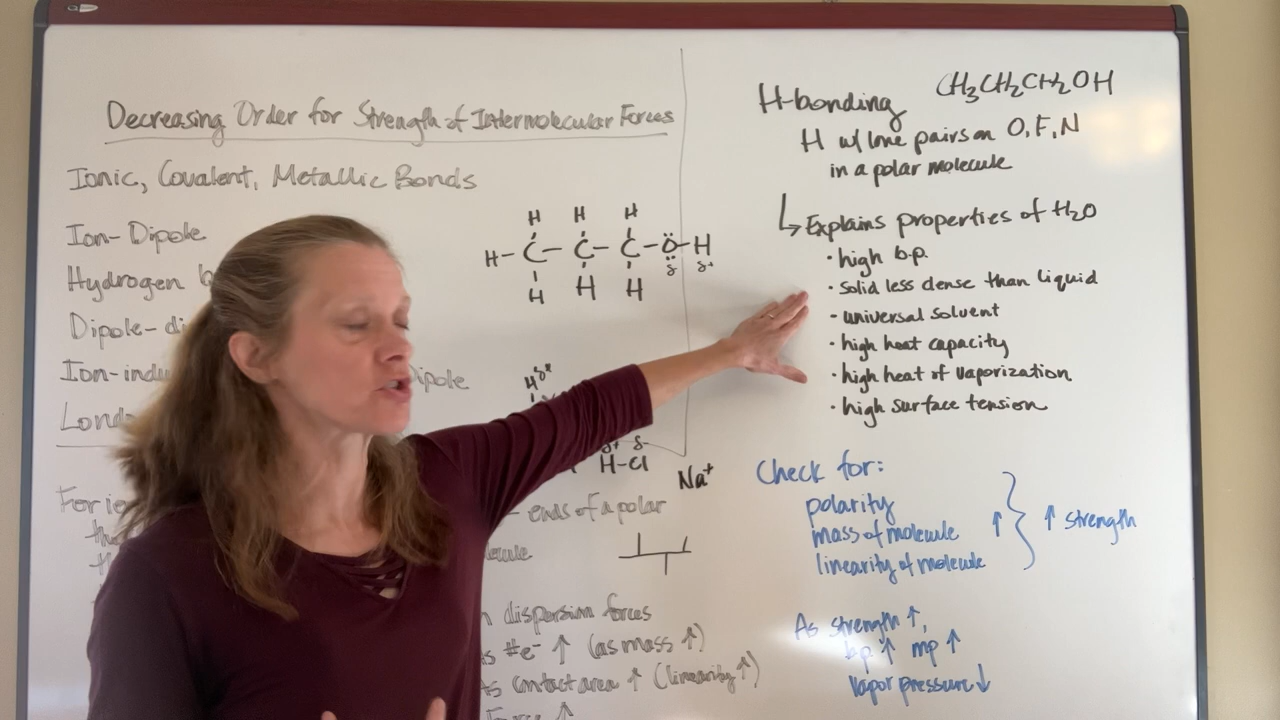 Decreasing Order for Strength of Intermolecular Forces
Ionic, Covalent, Metallic Bonds
Ion-Dipole
Hydrogen
Dipole-di
Ion-indu
Dipole
Lond
H H H
H-C-C-C-O-H
δ δ+
H H H
δ+ δ-
H-Cl
Na+
For
- ends of a polar
dispersion forces
#e- ↑ (as mass ↑)
contact area ↑ (linearity ↑)
Force ↑
CH3CH2CH2OH
H-bonding
H w/ lone pairs on O, F, N
in a polar molecule
↳ Explains properties of H2O
• high b.p.
• solid less dense than liquid
• universal solvent
• high heat capacity
• high heat of vaporization
• high surface tension
Check for:
polarity
mass of molecule ↑ } ↑ strength
linearity of molecule
As strength ↑,
b.p. ↑ mp ↑
vapor pressure ↓